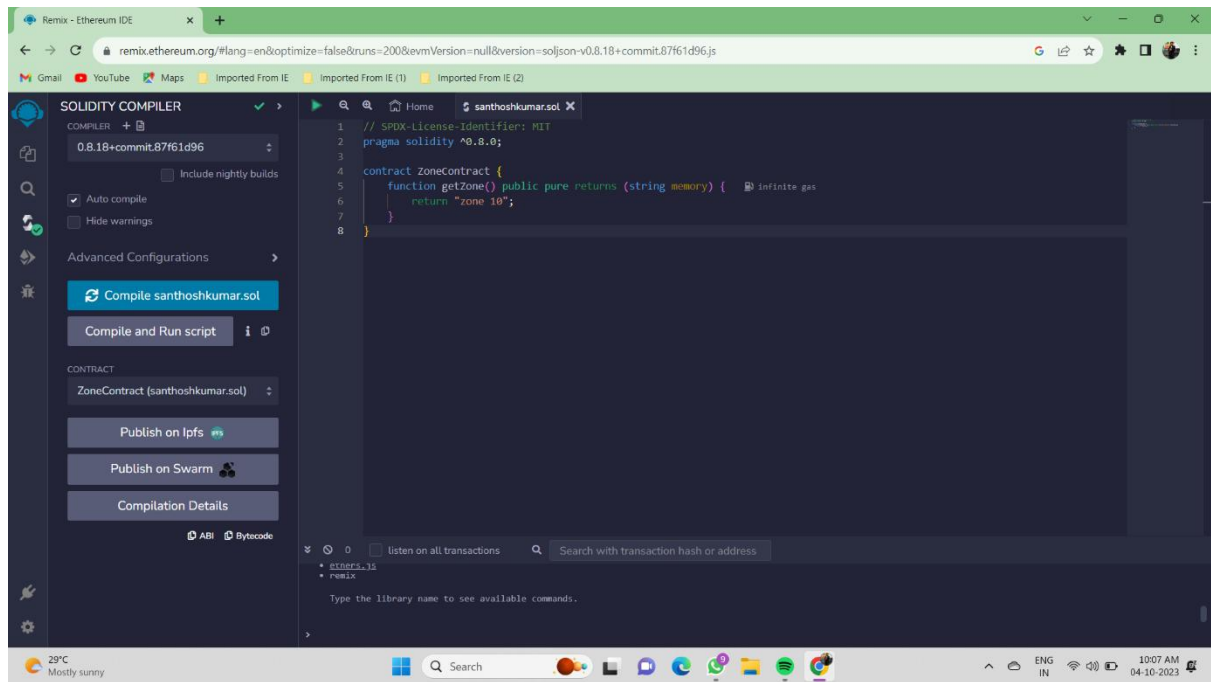 Remix - Ethereum IDE
remix.ethereum.org/#lang=en&optimize=false&runs=200&evmVersion=null&version=soljson-v0.8.18+commit.87f61d96.js
Gmail YouTube Maps Imported From IE Imported From IE (1) Imported From IE (2)
SOLIDITY COMPILER
COMPILER
0.8.18+commit.87f61d96
Include nightly builds
Auto compile
Hide warnings
Advanced Configurations
Compile santhoshkumar.sol
Compile and Run script
CONTRACT
ZoneContract (santhoshkumar.sol)
Publish on Ipfs
Publish on Swarm
Compilation Details
ABI Bytecode
Home santhoshkumar.sol
1 // SPDX-License-Identifier: MIT
2 pragma solidity ^0.8.0;
3
4 contract ZoneContract {
5 function getZone() public pure returns (string memory) { infinite gas
6 return "zone 10";
7 }
8 }
0 listen on all transactions Search with transaction hash or address
• ethers.js
• remix
Type the library name to see available commands.
>
29°C
Mostly sunny
Search
9
ENG
IN
10:07 AM
04-10-2023